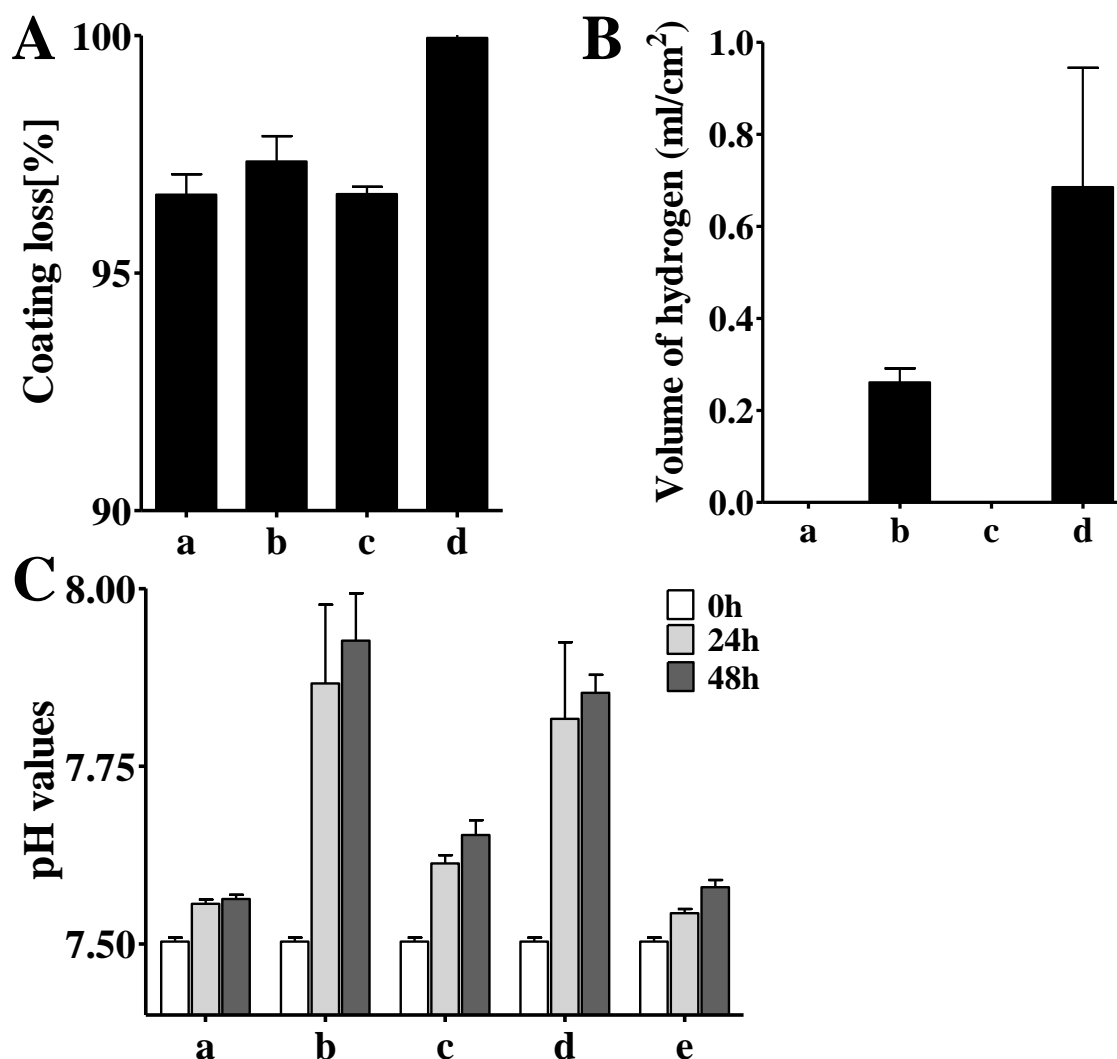 A
Coating loss[%]
100
95
90
a b c d
B
Volume of hydrogen (ml/cm²)
1.0
0.8
0.6
0.4
0.2
0.0
a b c d
C
pH values
8.00
7.75
7.50
0h
24h
48h
a b c d e